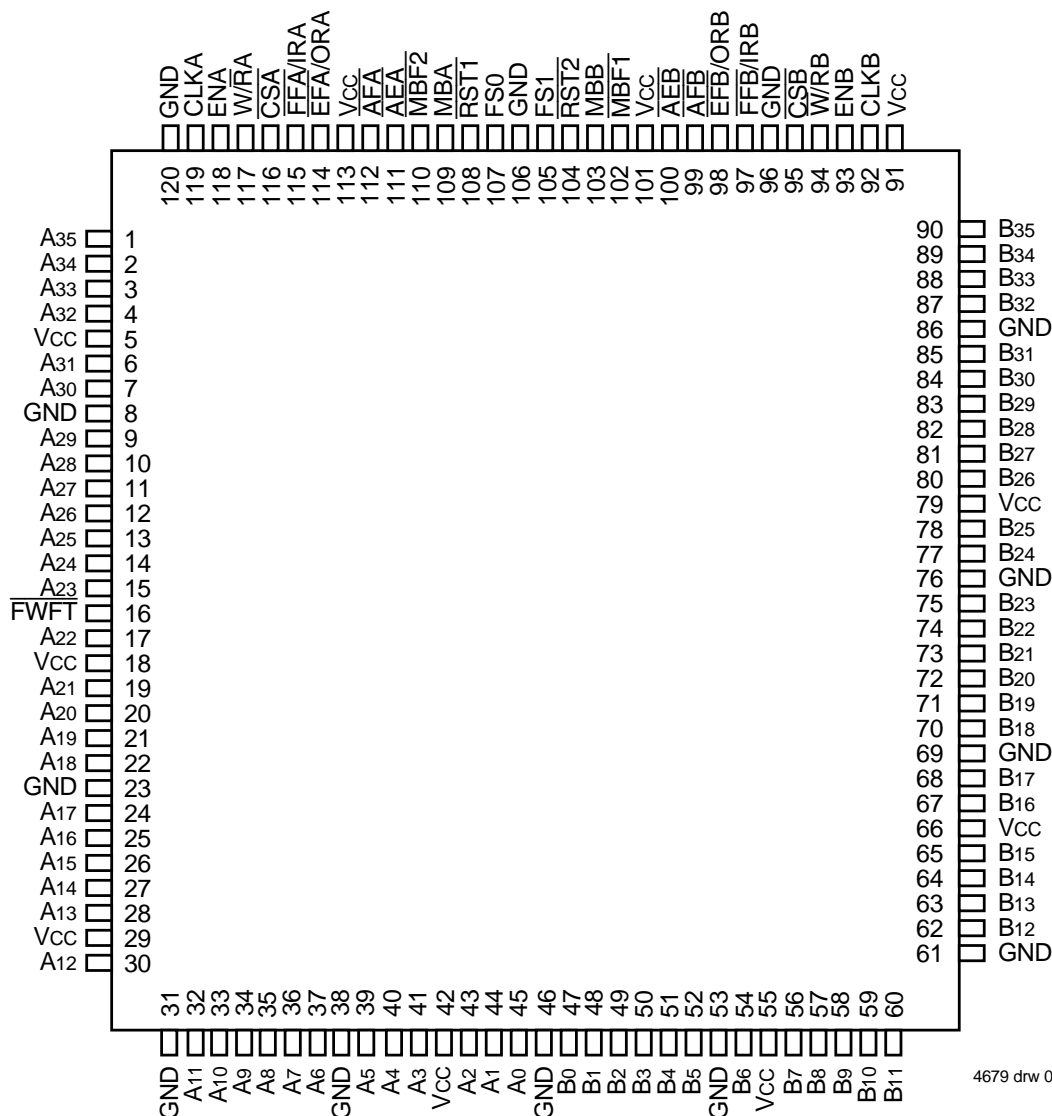 GND
CLKA
ENA
W/RA
CSA
FFA/IRA
EFA/ORA
VCC
AFA
AEA
MBF2
MBA
RST1
FS0
GND
FS1
RST2
MBB
MBF1
VCC
AEB
AFB
EFB/ORB
FFB/IRB
GND
CSB
W/RB
ENB
CLKB
VCC
120
119
118
117
116
115
114
113
112
111
110
109
108
107
106
105
104
103
102
101
100
99
98
97
96
95
94
93
92
91
A35 1
A34 2
A33 3
A32 4
VCC 5
A31 6
A30 7
GND 8
A29 9
A28 10
A27 11
A26 12
A25 13
A24 14
A23 15
FWFT 16
A22 17
VCC 18
A21 19
A20 20
A19 21
A18 22
GND 23
A17 24
A16 25
A15 26
A14 27
A13 28
VCC 29
A12 30
90 B35
89 B34
88 B33
87 B32
86 GND
85 B31
84 B30
83 B29
82 B28
81 B27
80 B26
79 VCC
78 B25
77 B24
76 GND
75 B23
74 B22
73 B21
72 B20
71 B19
70 B18
69 GND
68 B17
67 B16
66 VCC
65 B15
64 B14
63 B13
62 B12
61 GND
31
32
33
34
35
36
37
38
39
40
41
42
43
44
45
46
47
48
49
50
51
52
53
54
55
56
57
58
59
60
GND
A11
A10
A9
A8
A7
A6
GND
A5
A4
A3
VCC
A2
A1
A0
GND
B0
B1
B2
B3
B4
B5
GND
B6
VCC
B7
B8
B9
B10
B11
4679 drw 0